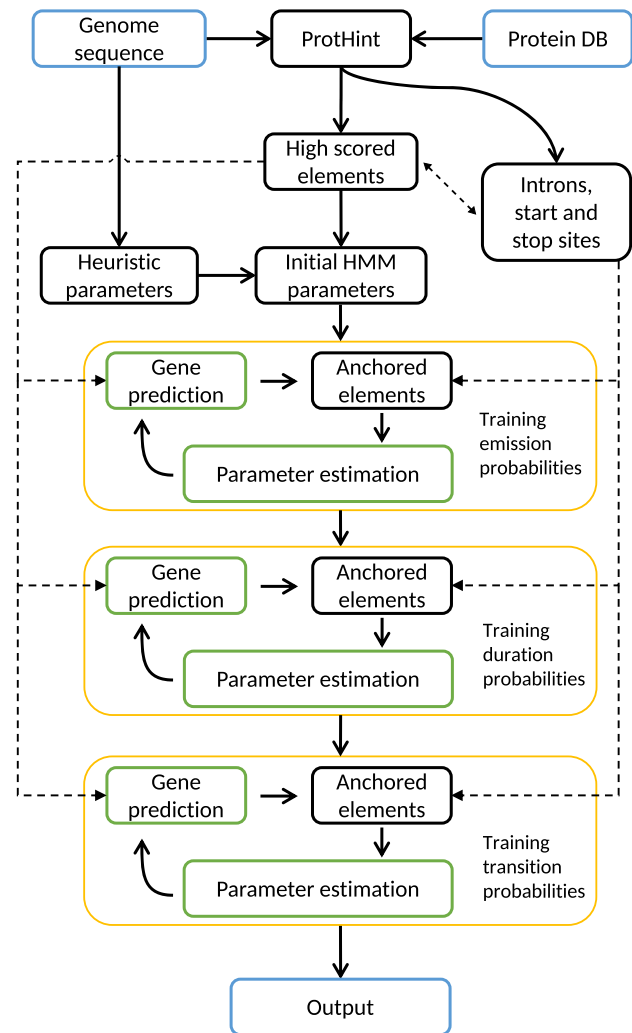 Genome
sequence
ProtHint
Protein DB
High scored
elements
Introns,
start and
stop sites
Heuristic
parameters
Initial HMM
parameters
Gene
prediction
Anchored
elements
Training
emission
probabilities
Parameter estimation
Gene
prediction
Anchored
elements
Training
duration
probabilities
Parameter estimation
Gene
prediction
Anchored
elements
Training
transition
probabilities
Parameter estimation
Output